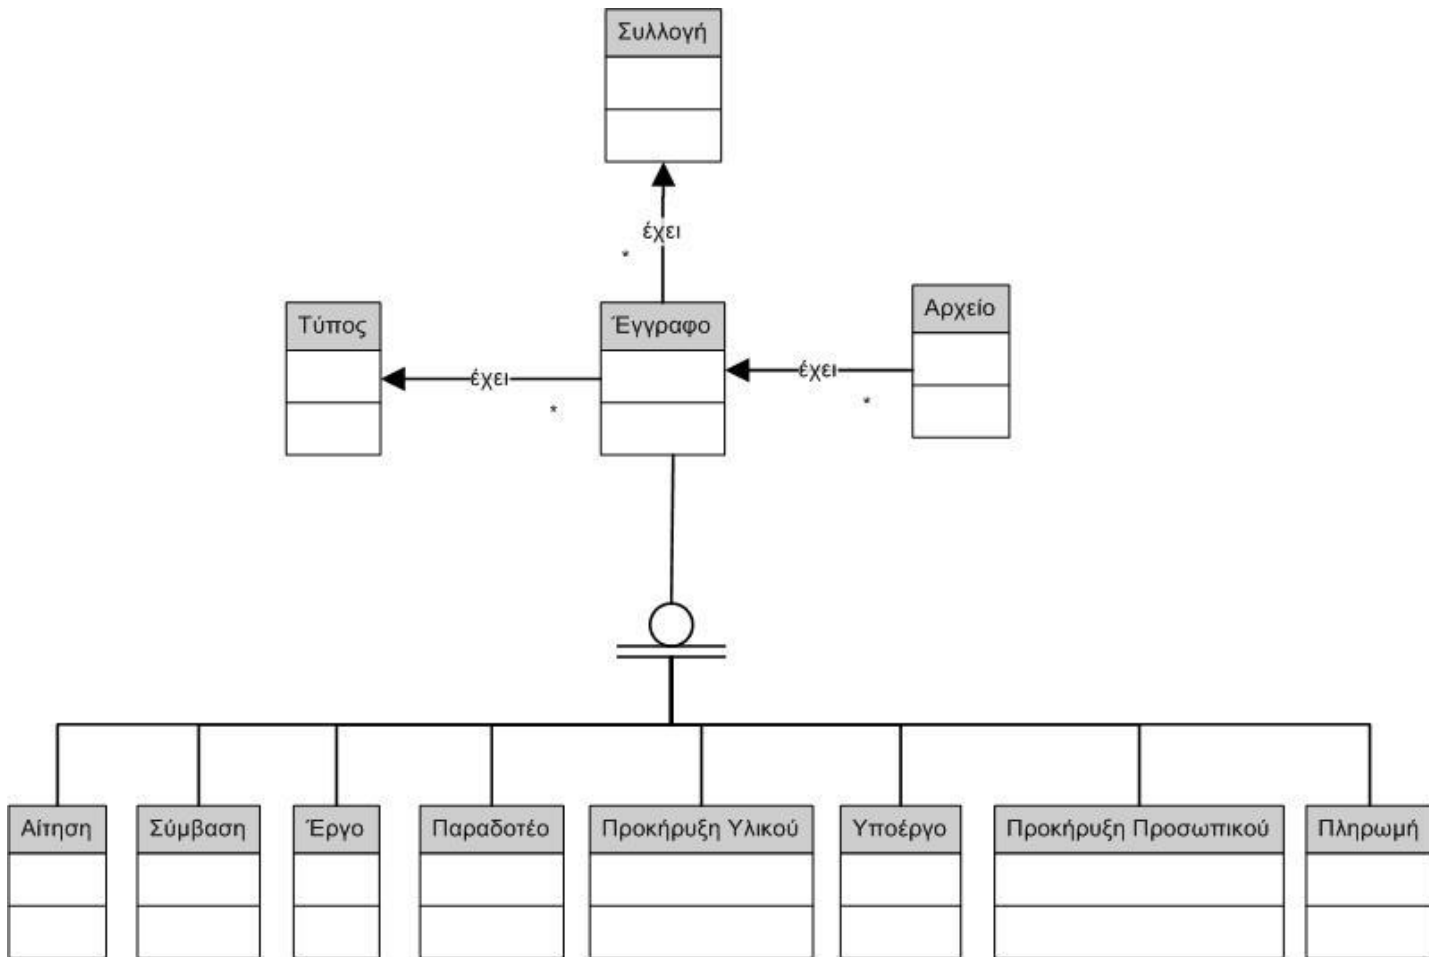 Συλλογή
έχει
*
Τύπος
Έγγραφο
Αρχείο
έχει
*
έχει
*
Αίτηση
Σύμβαση
Έργο
Παραδοτέο
Προκήρυξη Υλικού
Υποέργο
Προκήρυξη Προσωπικού
Πληρωμή